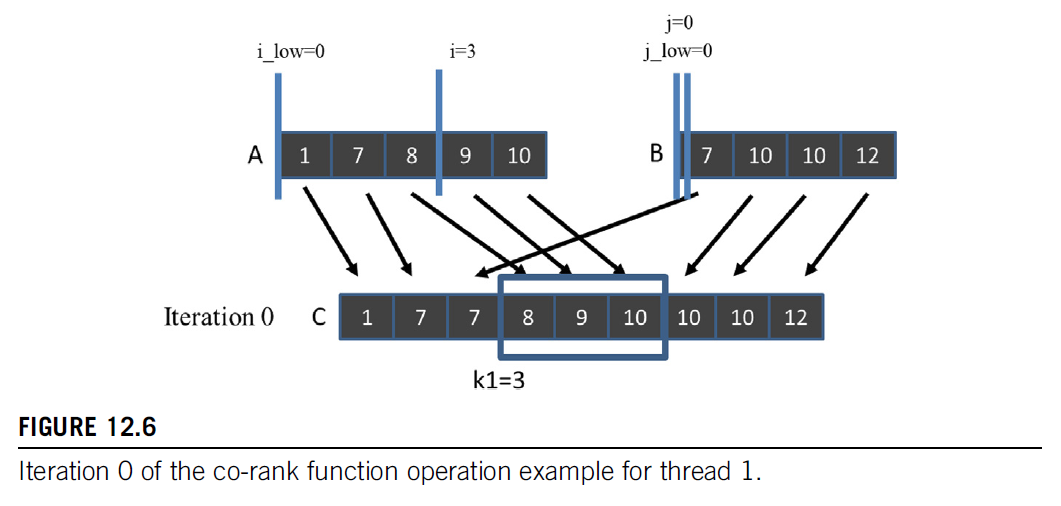 j=0
i_low=0 i=3 j_low=0
A 1 7 8 9 10 B 7 10 10 12
Iteration 0 C 1 7 7 8 9 10 10 10 12
k1=3
FIGURE 12.6
Iteration 0 of the co-rank function operation example for thread 1.